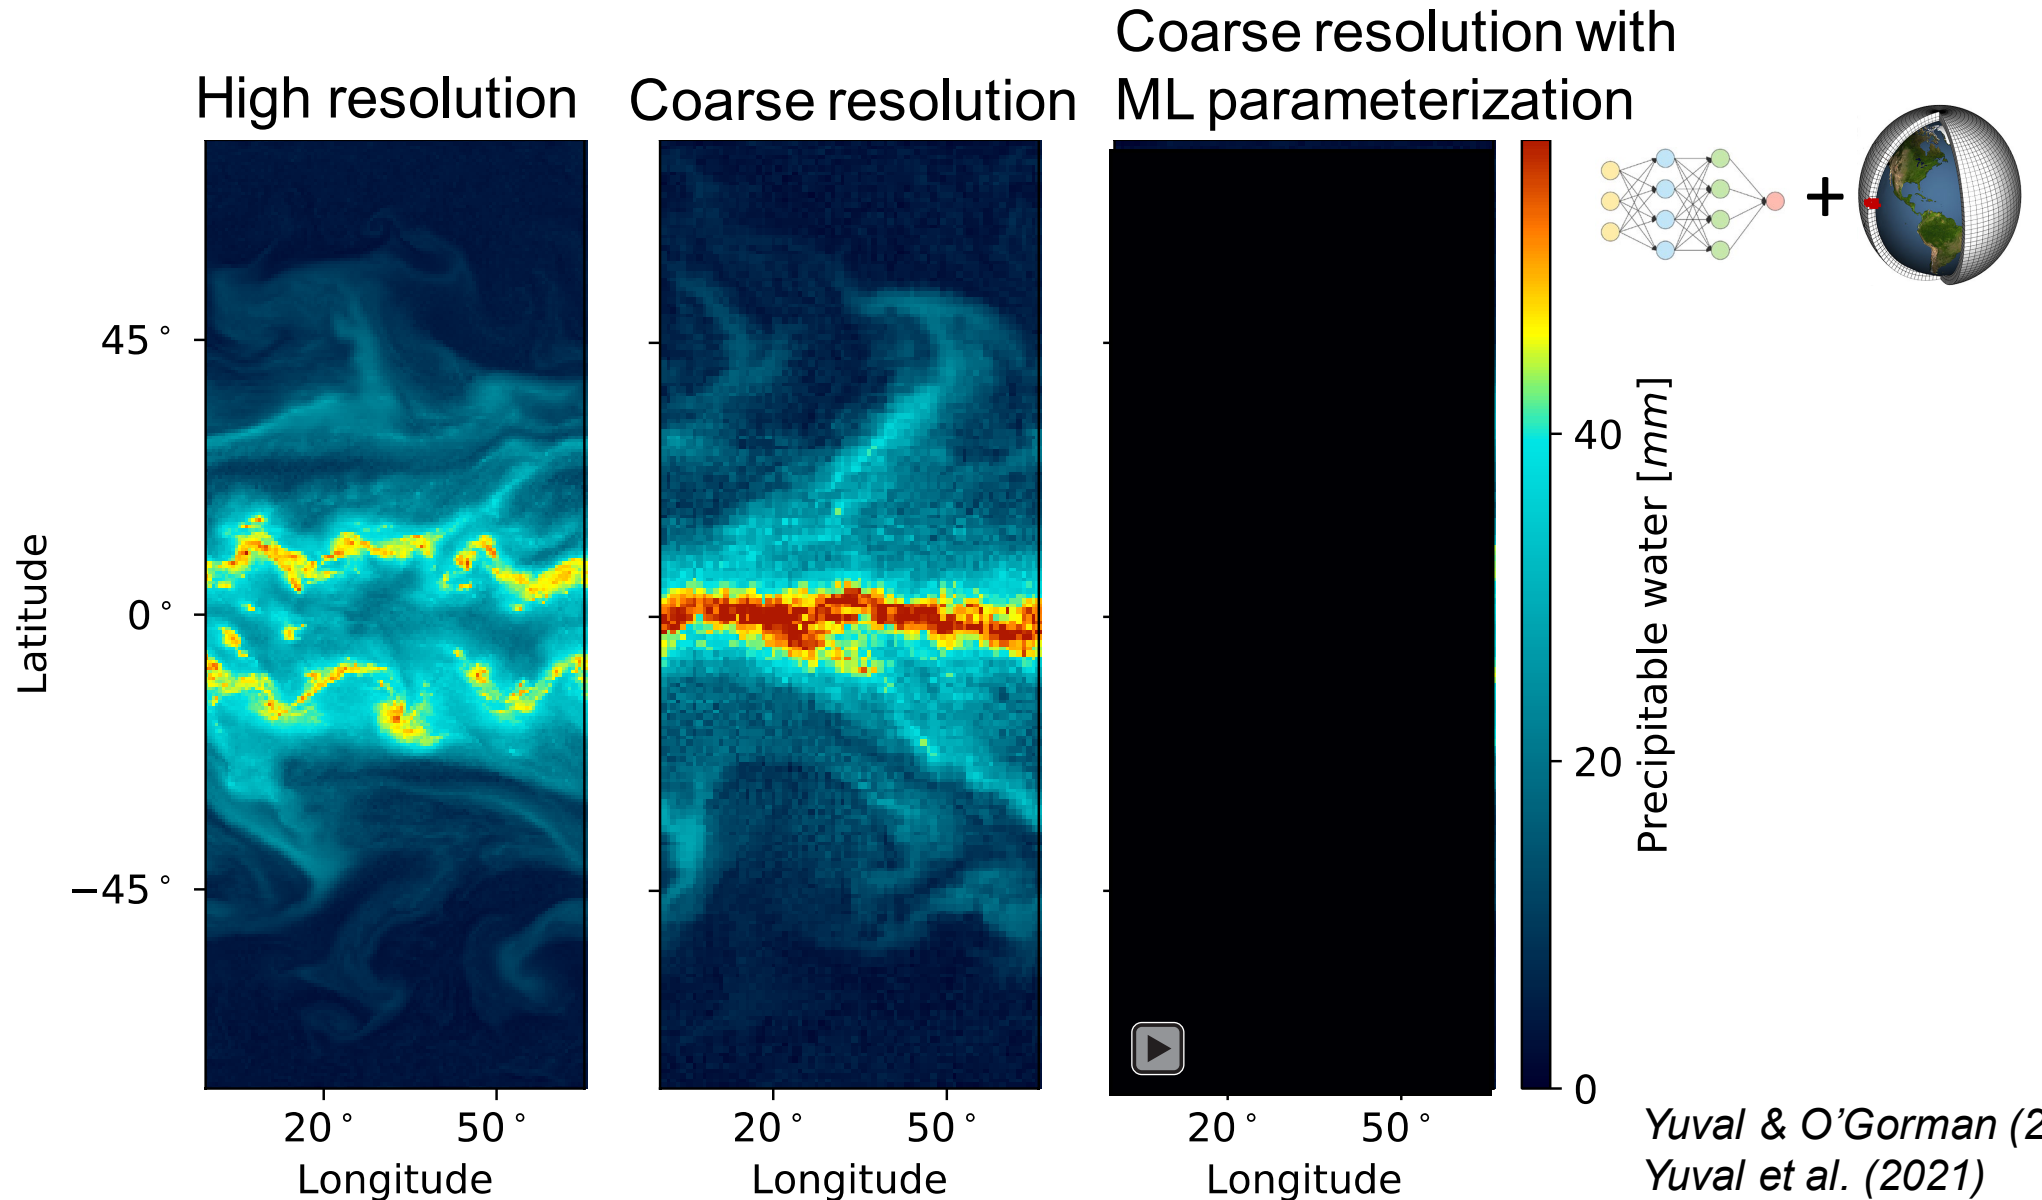 High resolution
Coarse resolution
Coarse resolution with
ML parameterization
+
45°
0°
−45°
Latitude
20° 50°
Longitude
20° 50°
Longitude
20° 50°
Longitude
40
20
0
Precipitable water [mm]
Yuval & O'Gorman (2
Yuval et al. (2021)